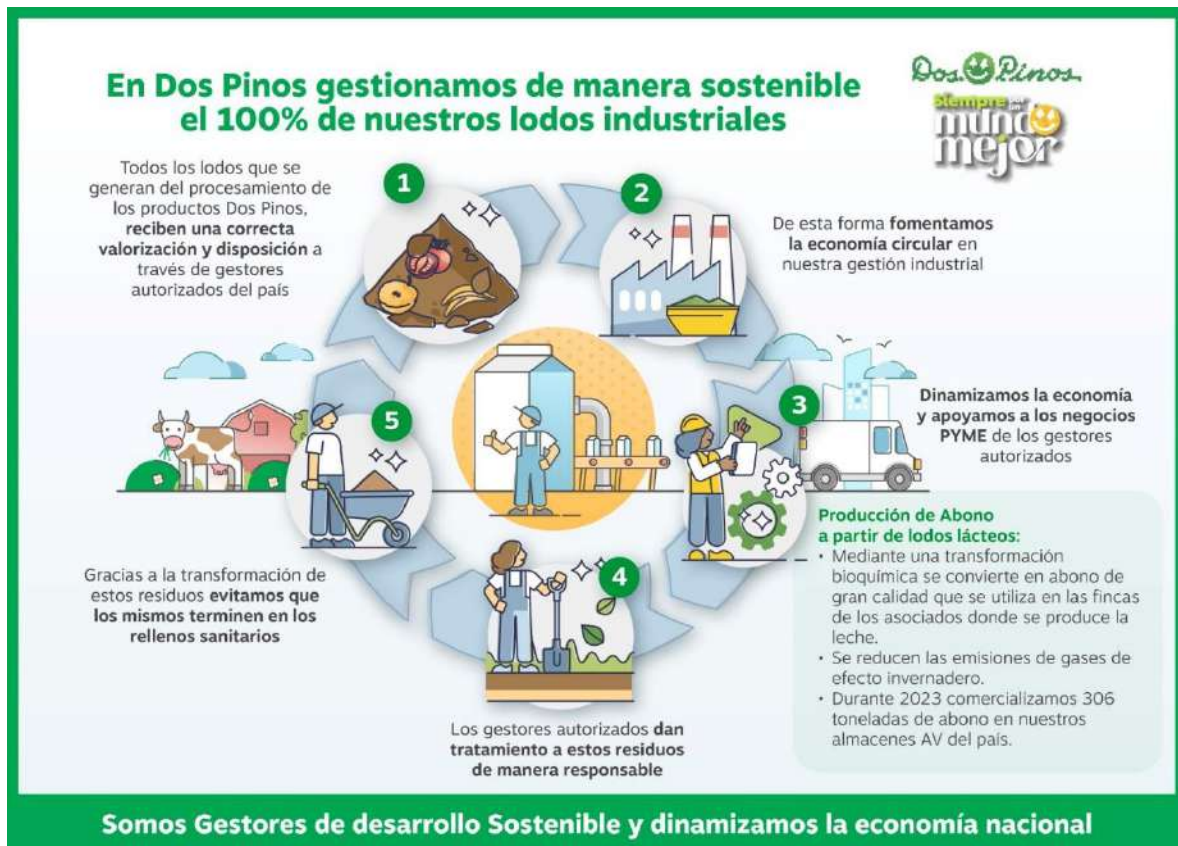 En Dos Pinos gestionamos de manera sostenible
el 100% de nuestros lodos industriales
Dos Pinos
Siempre por un
mundo
mejor
1
Todos los lodos que se
generan del procesamiento de
los productos Dos Pinos,
reciben una correcta
valorización y disposición a
través de gestores
autorizados del país
2
De esta forma fomentamos
la economía circular en
nuestra gestión industrial
3
Dinamizamos la economía
y apoyamos a los negocios
PYME de los gestores
autorizados
Producción de Abono
a partir de lodos lácteos:
• Mediante una transformación
bioquímica se convierte en abono de
gran calidad que se utiliza en las fincas
de los asociados donde se produce la
leche.
• Se reducen las emisiones de gases de
efecto invernadero.
• Durante 2023 comercializamos 306
toneladas de abono en nuestros
almacenes AV del país.
4
Los gestores autorizados dan
tratamiento a estos residuos
de manera responsable
5
Gracias a la transformación de
estos residuos evitamos que
los mismos terminen en los
rellenos sanitarios
Somos Gestores de desarrollo Sostenible y dinamizamos la economía nacional